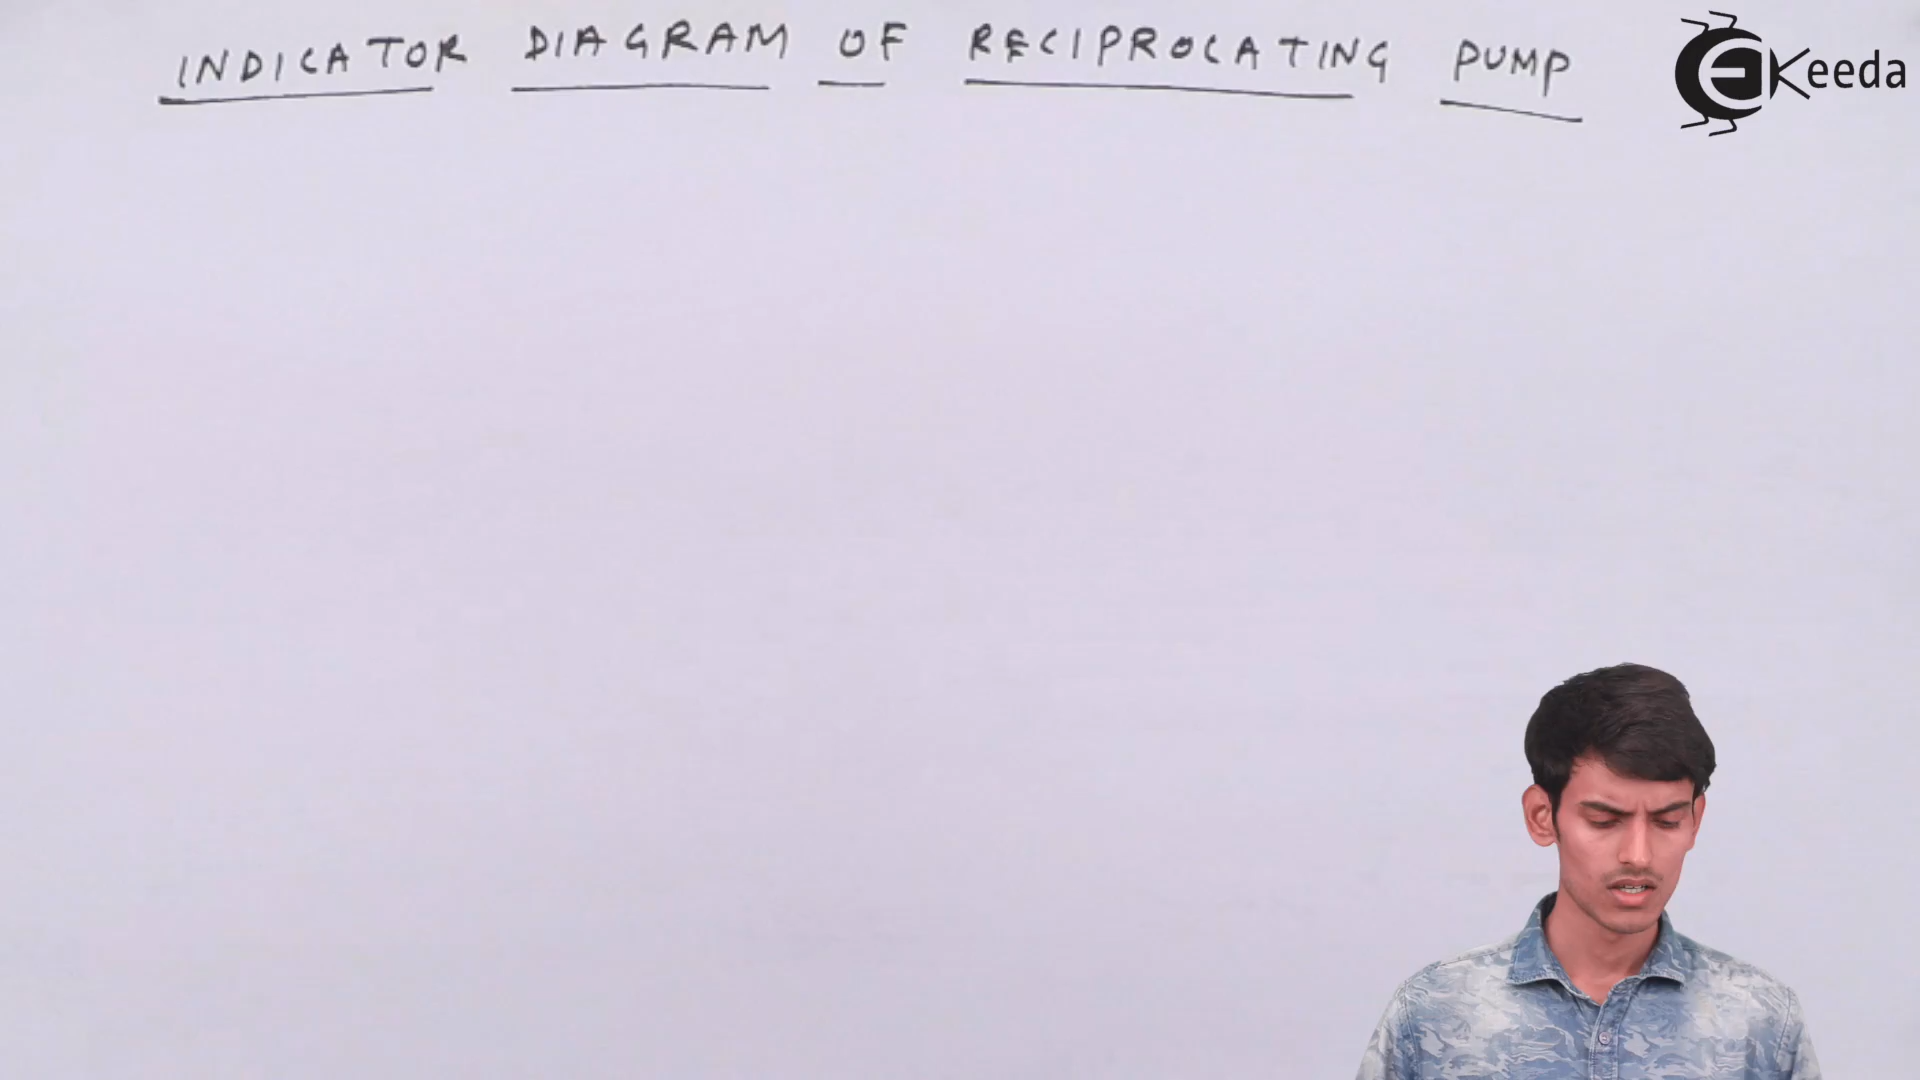 INDICATOR DIAGRAM OF RECIPROCATING PUMP
EKeeda